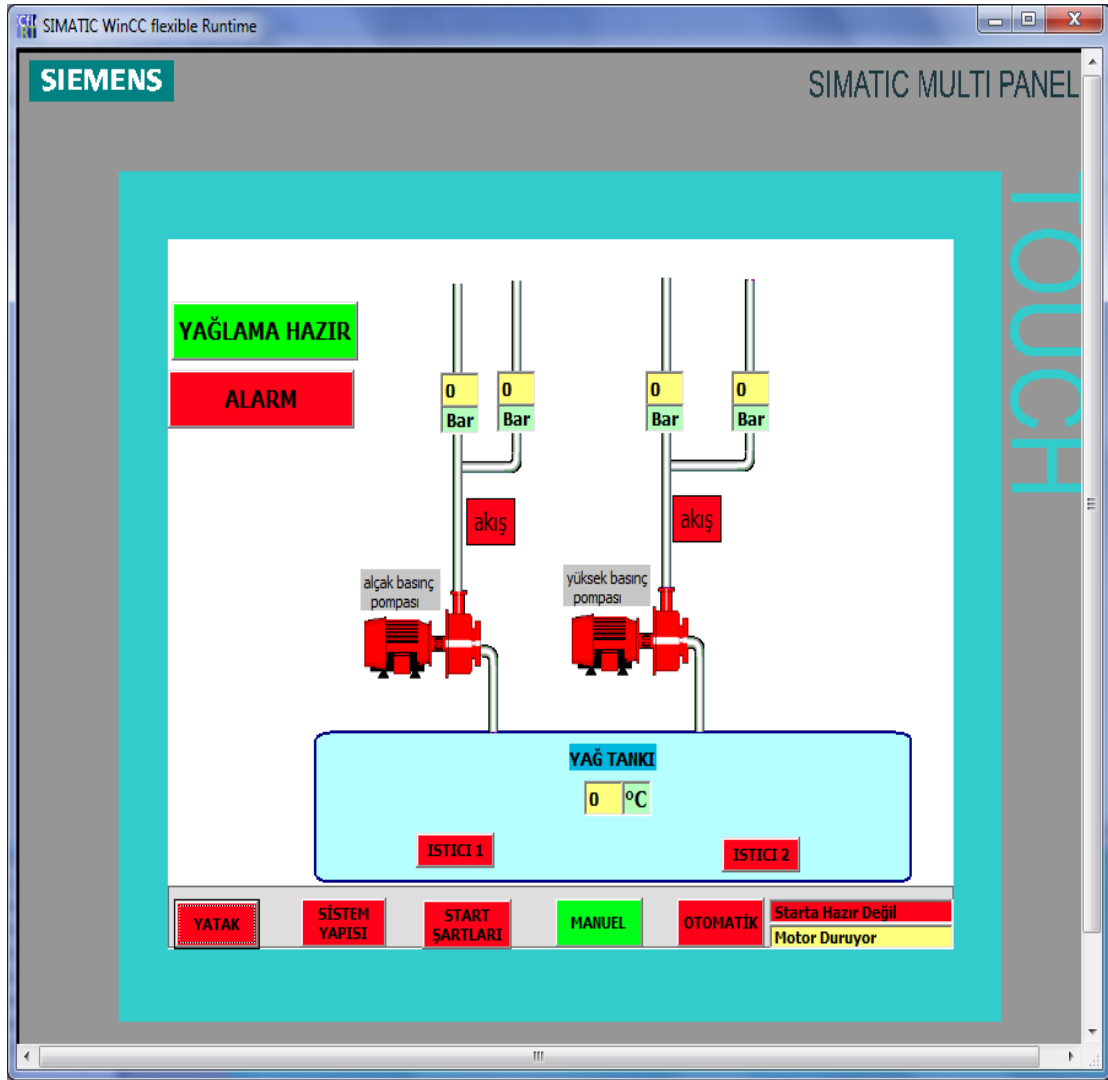 SIMATIC WinCC flexible Runtime
SIEMENS
SIMATIC MULTI PANEL
TOUCH
YAĞLAMA HAZIR
ALARM
0
Bar
0
Bar
0
Bar
0
Bar
akış
akış
alçak basınç
pompası
yüksek basınç
pompası
YAĞ TANKI
0 °C
ISTICI 1
ISTICI 2
YATAK
SİSTEM
YAPISI
START
ŞARTLARI
MANUEL
OTOMATİK
Starta Hazır Değil
Motor Duruyor